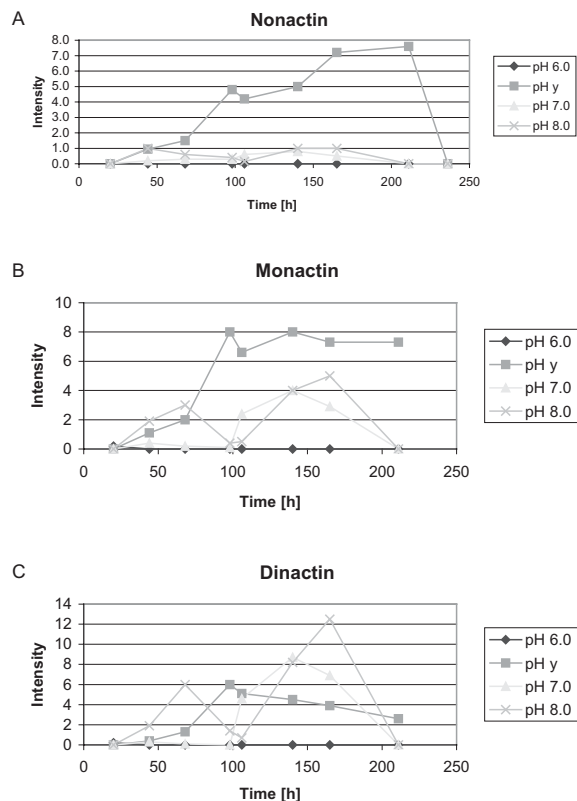 A
Nonactin
8.0
7.0
6.0
5.0
4.0
3.0
2.0
1.0
0.0
Intensity
0 50 100 150 200 250
Time [h]
pH 6.0
pH y
pH 7.0
pH 8.0
B
Monactin
10
8
6
4
2
0
Intensity
0 50 100 150 200 250
Time [h]
pH 6.0
pH y
pH 7.0
pH 8.0
C
Dinactin
14
12
10
8
6
4
2
0
Intensity
0 50 100 150 200 250
Time [h]
pH 6.0
pH y
pH 7.0
pH 8.0